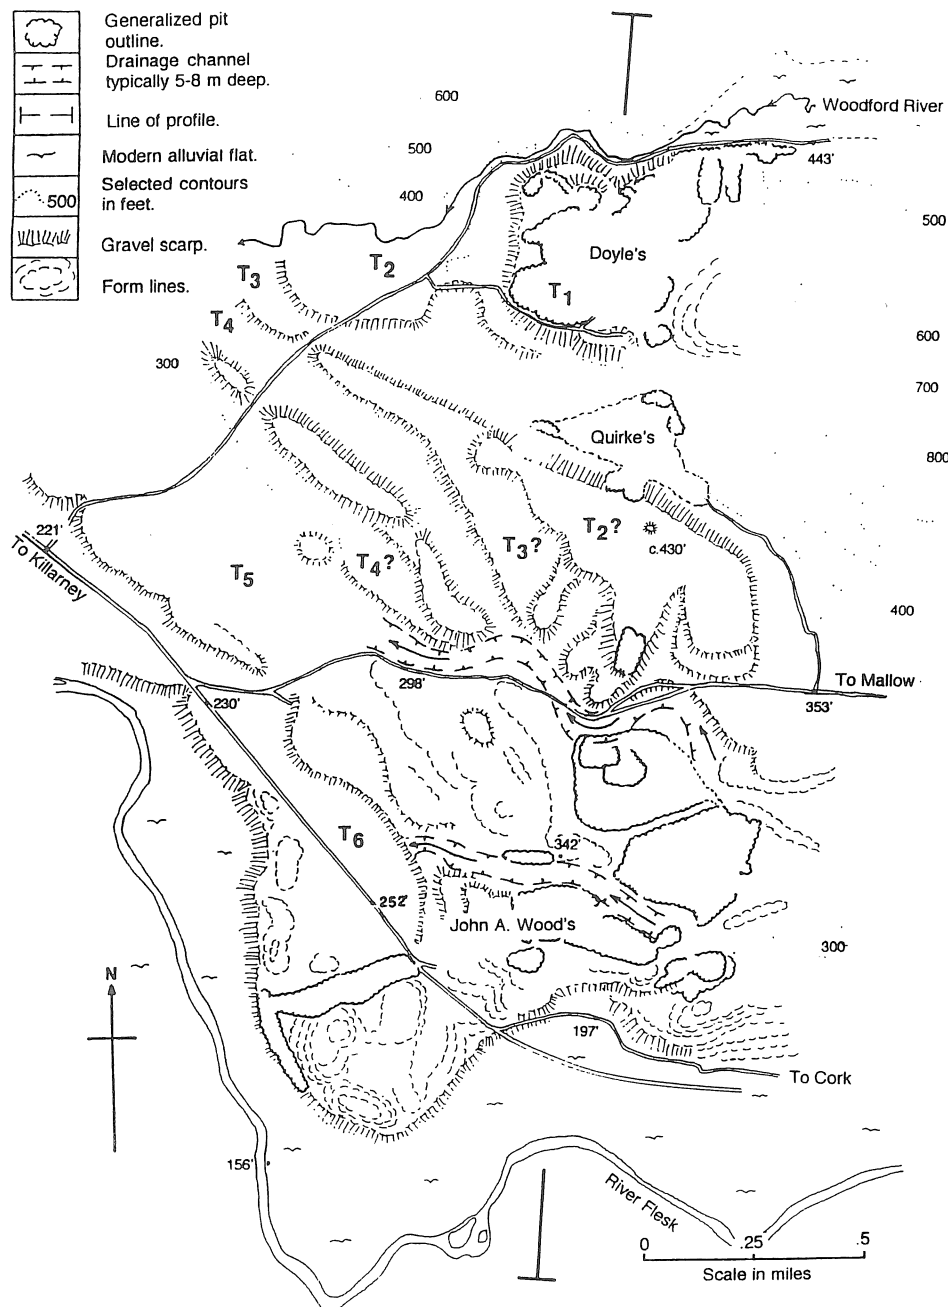 Generalized pit
outline.
Drainage channel
typically 5-8 m deep.
Line of profile.
Modern alluvial flat.
500
Selected contours
in feet.
Gravel scarp.
Form lines.
600
Woodford River
500
443'
400
500
Doyle's
T2
T3
T1
T4
600
300
700
Quirke's
800
T2?
221'
c.430'
T3?
To Killarney
T4?
T5
400
To Mallow
298'
230'
353'
T6
342'
252'
John A. Wood's
300
N
197'
To Cork
156'
River Flesk
0 .25 .5
Scale in miles